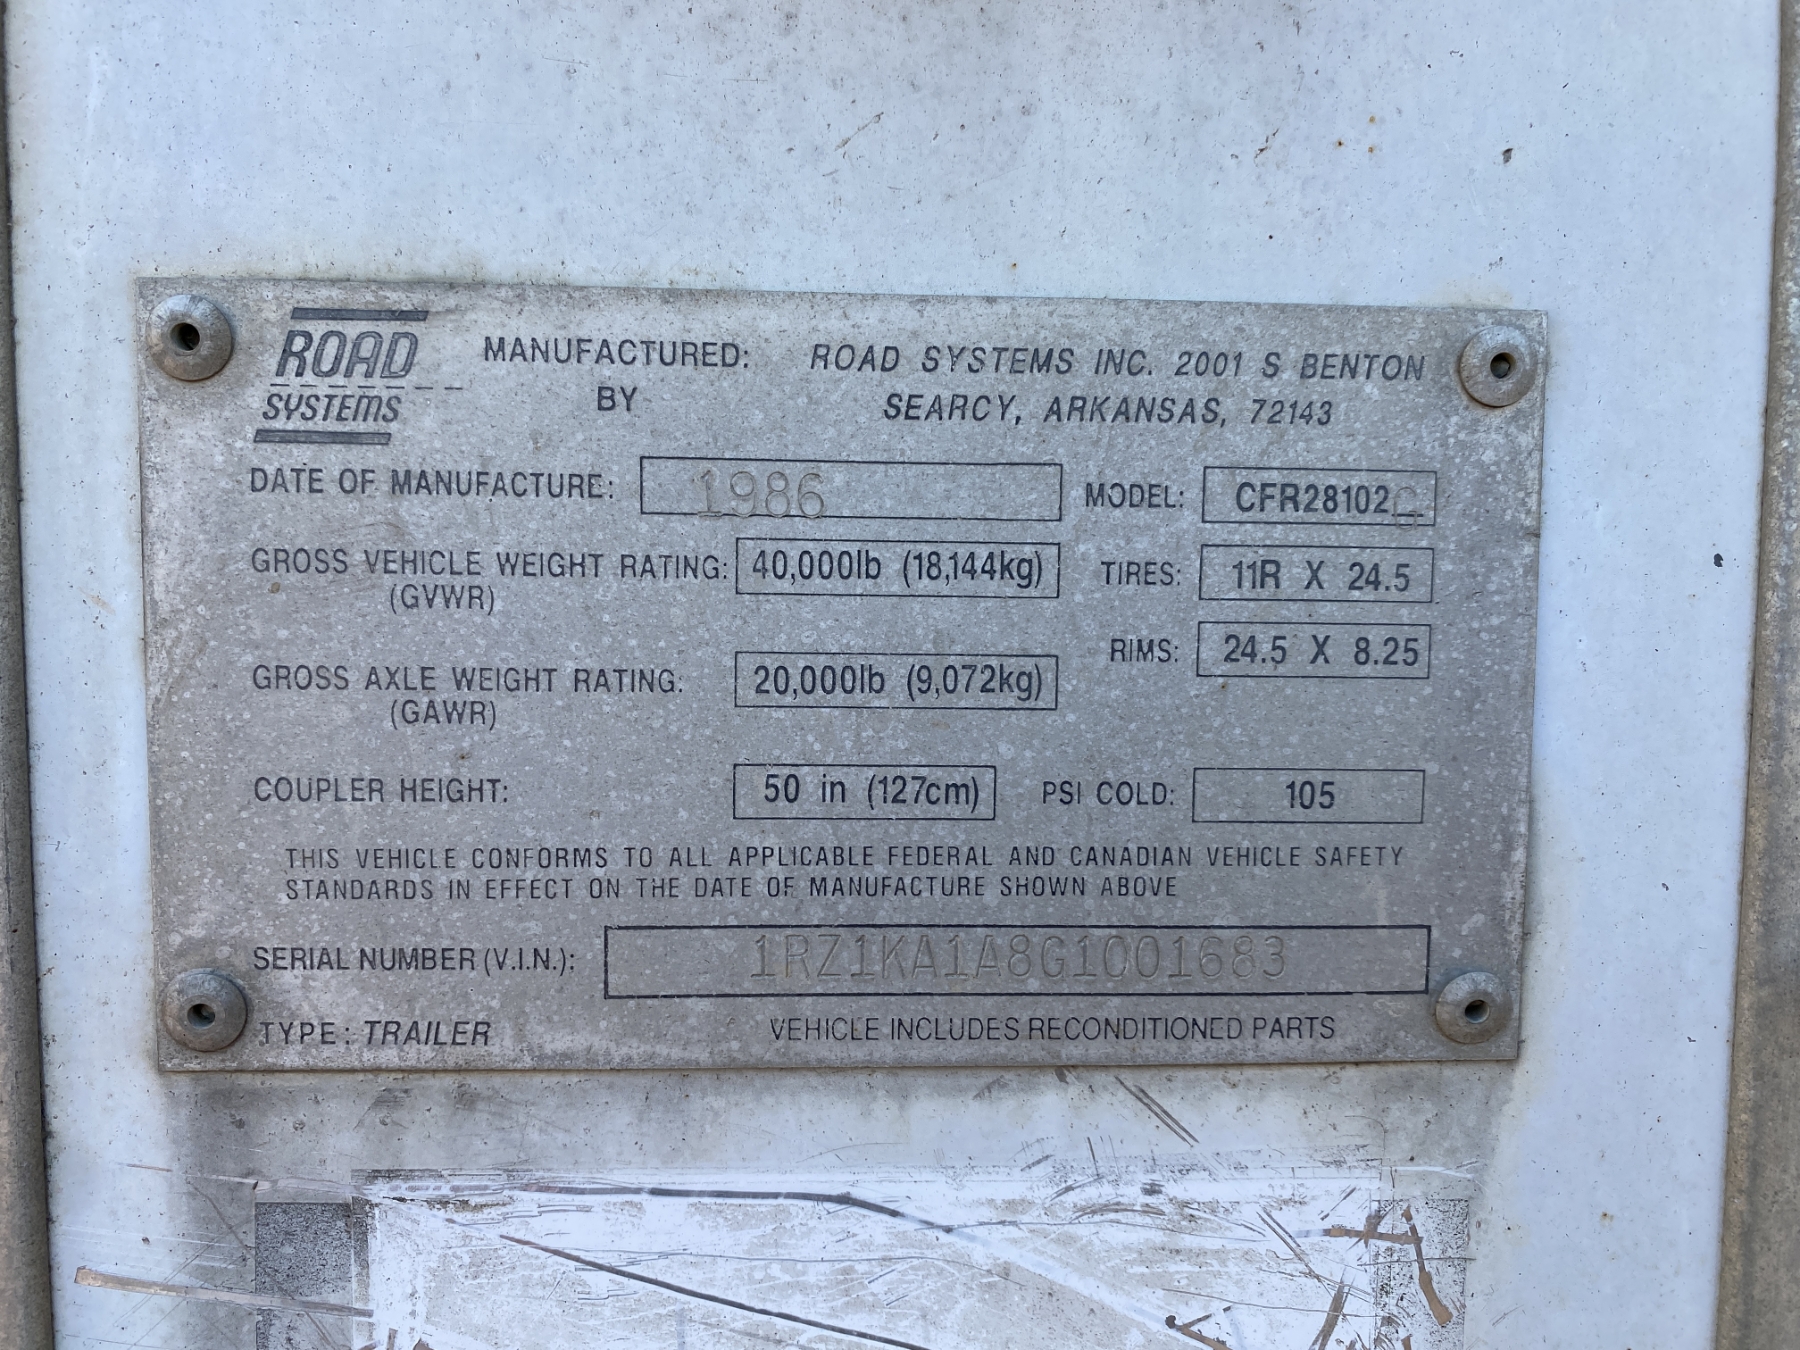 ROAD SYSTEMS
MANUFACTURED: BY
ROAD SYSTEMS INC. 2001 S BENTON
SEARCY, ARKANSAS, 72143
DATE OF MANUFACTURE: 1986 MODEL: CFR28102G
GROSS VEHICLE WEIGHT RATING: 40,000lb (18,144kg) TIRES: 11R X 24.5
(GVWR)
RIMS: 24.5 X 8.25
GROSS AXLE WEIGHT RATING: 20,000lb (9,072kg)
(GAWR)
COUPLER HEIGHT: 50 in (127cm) PSI COLD: 105
THIS VEHICLE CONFORMS TO ALL APPLICABLE FEDERAL AND CANADIAN VEHICLE SAFETY
STANDARDS IN EFFECT ON THE DATE OF MANUFACTURE SHOWN ABOVE
SERIAL NUMBER (V.I.N.): 1RZ1KA1A8G1001683
TYPE: TRAILER VEHICLE INCLUDES RECONDITIONED PARTS